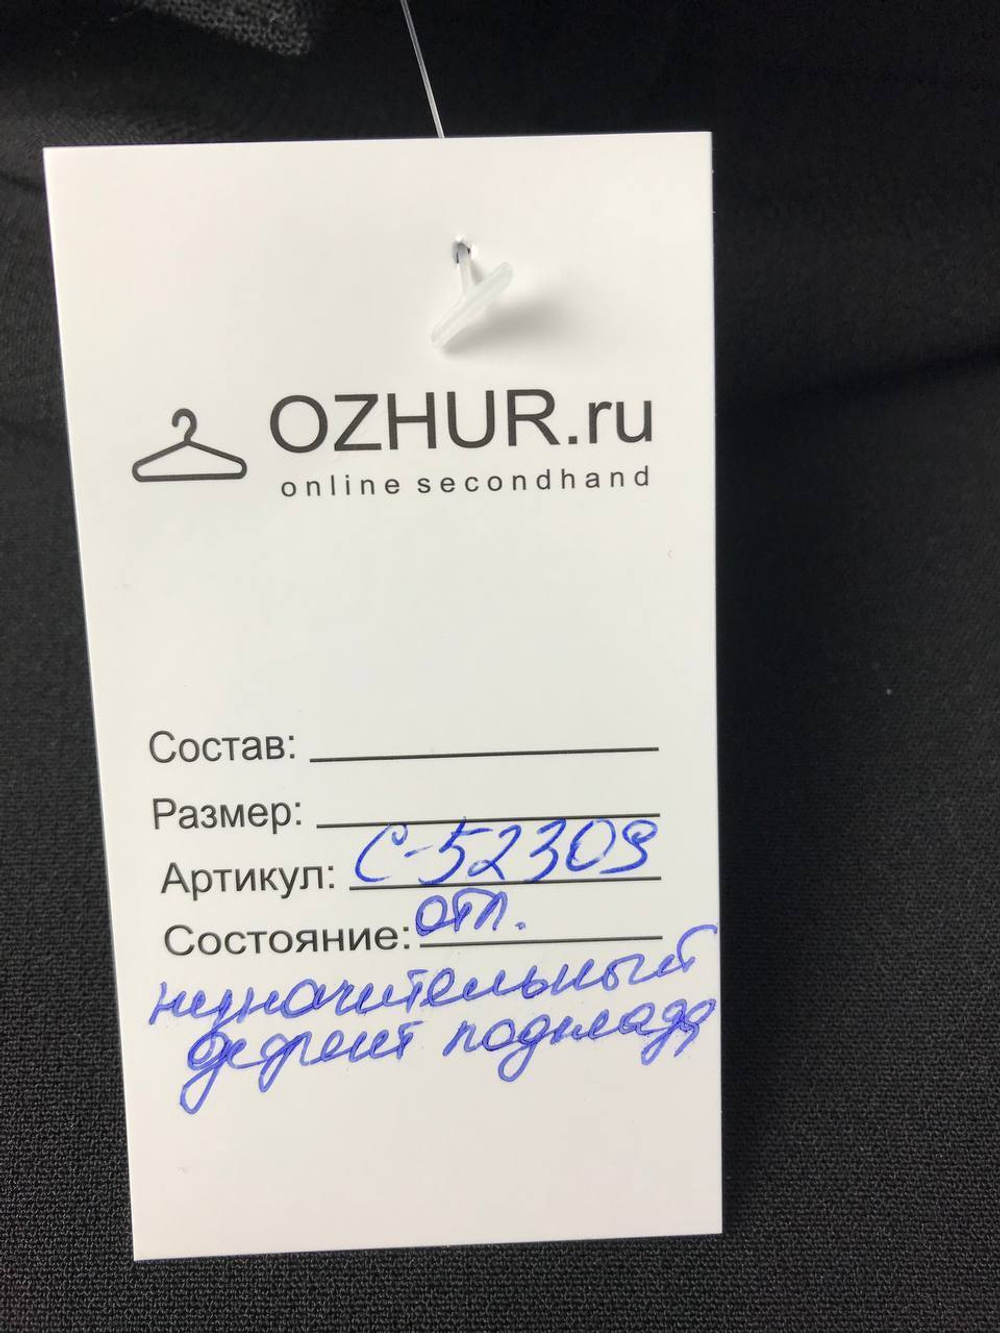 OZHUR.ru
online secondhand
Состав:
Размер:
Артикул: С-52309
Состояние: отл.
незначительный
дефект подклада